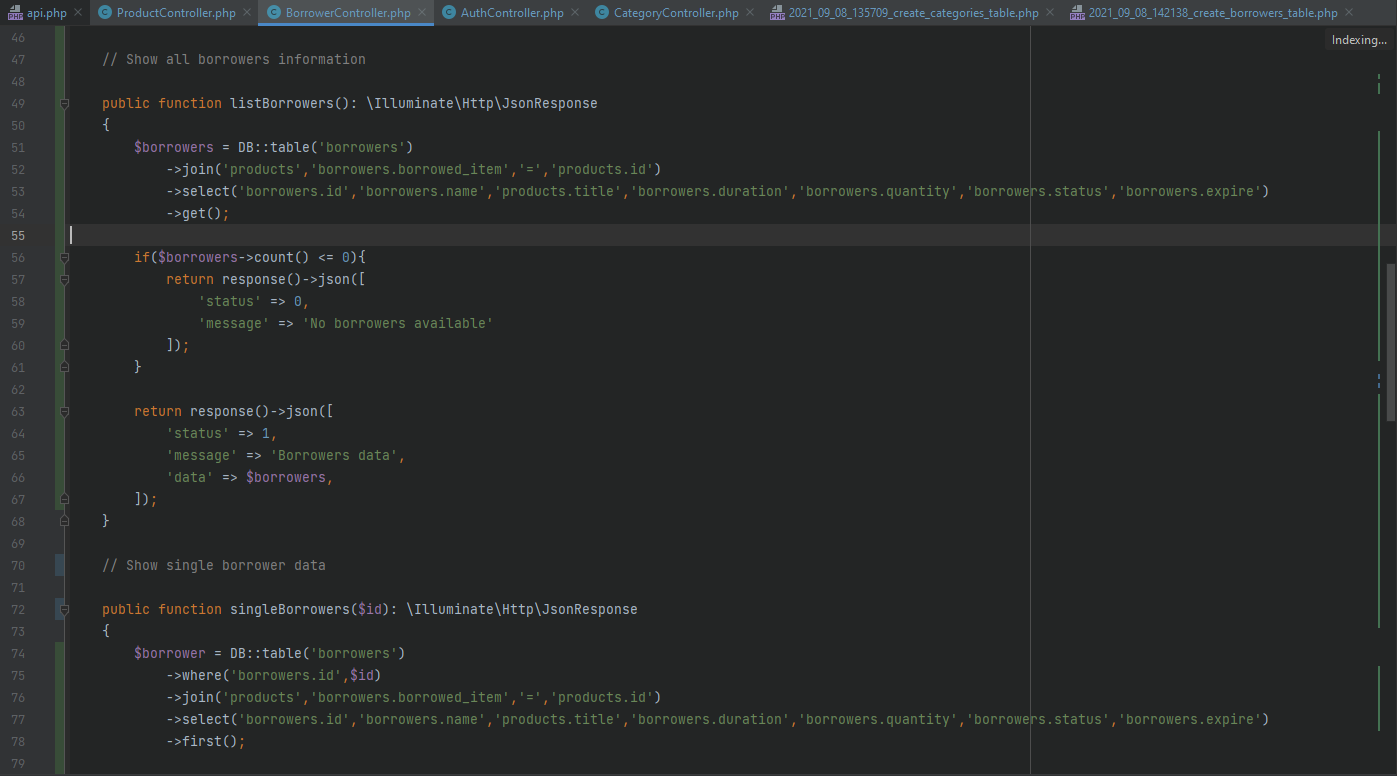 api.php ProductController.php BorrowerController.php AuthController.php CategoryController.php 2021_09_08_135709_create_categories_table.php 2021_09_08_142138_create_borrowers_table.php
Indexing...
46
47 // Show all borrowers information
48
49 public function listBorrowers(): \Illuminate\Http\JsonResponse
50 {
51 $borrowers = DB::table('borrowers')
52 ->join('products','borrowers.borrowed_item','=','products.id')
53 ->select('borrowers.id','borrowers.name','products.title','borrowers.duration','borrowers.quantity','borrowers.status','borrowers.expire')
54 ->get();
55
56 if($borrowers->count() <= 0){
57 return response()->json([
58 'status' => 0,
59 'message' => 'No borrowers available'
60 ]);
61 }
62
63 return response()->json([
64 'status' => 1,
65 'message' => 'Borrowers data',
66 'data' => $borrowers,
67 ]);
68 }
69
70 // Show single borrower data
71
72 public function singleBorrowers($id): \Illuminate\Http\JsonResponse
73 {
74 $borrower = DB::table('borrowers')
75 ->where('borrowers.id',$id)
76 ->join('products','borrowers.borrowed_item','=','products.id')
77 ->select('borrowers.id','borrowers.name','products.title','borrowers.duration','borrowers.quantity','borrowers.status','borrowers.expire')
78 ->first();
79